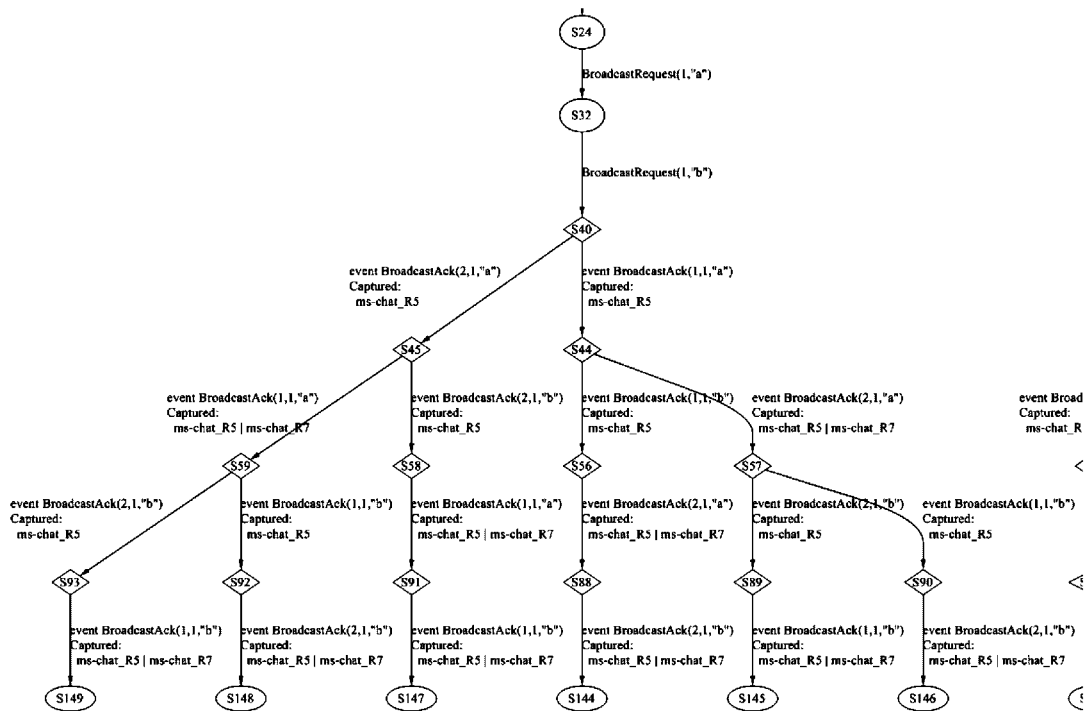 S24
BroadcastRequest(1,"a")
S32
BroadcastRequest(1,"b")
S40
event BroadcastAck(2,1,"a")
Captured:
ms-chat_R5
event BroadcastAck(1,1,"a")
Captured:
ms-chat_R5
S45
S44
event BroadcastAck(1,1,"a")
Captured:
ms-chat_R5 | ms-chat_R7
event BroadcastAck(2,1,"b")
Captured:
ms-chat_R5
event BroadcastAck(1,1,"b")
Captured:
ms-chat_R5
event BroadcastAck(2,1,"a")
Captured:
ms-chat_R5 | ms-chat_R7
event Broad
Captured:
ms-chat_R
S59
S58
S56
S57
event BroadcastAck(2,1,"b")
Captured:
ms-chat_R5
event BroadcastAck(1,1,"b")
Captured:
ms-chat_R5
event BroadcastAck(1,1,"a")
Captured:
ms-chat_R5 | ms-chat_R7
event BroadcastAck(2,1,"a")
Captured:
ms-chat_R5 | ms-chat_R7
event BroadcastAck(2,1,"b")
Captured:
ms-chat_R5
event BroadcastAck(1,1,"b")
Captured:
ms-chat_R5
S93
S92
S91
S88
S89
S90
event BroadcastAck(1,1,"b")
Captured:
ms-chat_R5 | ms-chat_R7
event BroadcastAck(2,1,"b")
Captured:
ms-chat_R5 | ms-chat_R7
event BroadcastAck(1,1,"b")
Captured:
ms-chat_R5 | ms-chat_R7
event BroadcastAck(2,1,"b")
Captured:
ms-chat_R5 | ms-chat_R7
event BroadcastAck(1,1,"b")
Captured:
ms-chat_R5 | ms-chat_R7
event BroadcastAck(2,1,"b")
Captured:
ms-chat_R5 | ms-chat_R7
S149
S148
S147
S144
S145
S146